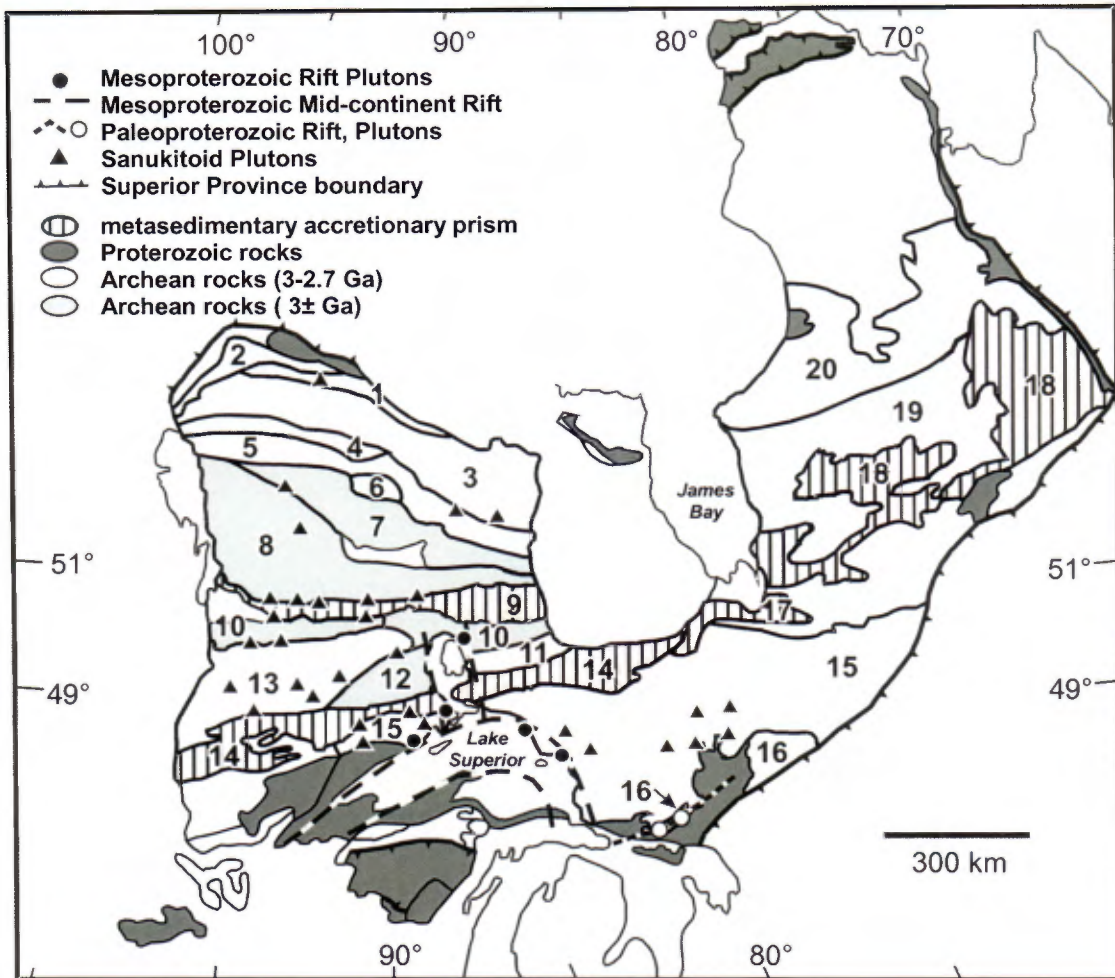 100°
90°
80°
70°
Mesoproterozoic Rift Plutons
Mesoproterozoic Mid-continent Rift
Paleoproterozoic Rift, Plutons
Sanukitoid Plutons
Superior Province boundary
metasedimentary accretionary prism
Proterozoic rocks
Archean rocks (3-2.7 Ga)
Archean rocks ( 3± Ga)
2
1
20
18
5
4
19
3
6
18
James
Bay
7
8
51°
51°
9
17
10
10
11
15
14
49°
13
12
49°
15
14
Lake
Superior
16
16
300 km
90°
80°